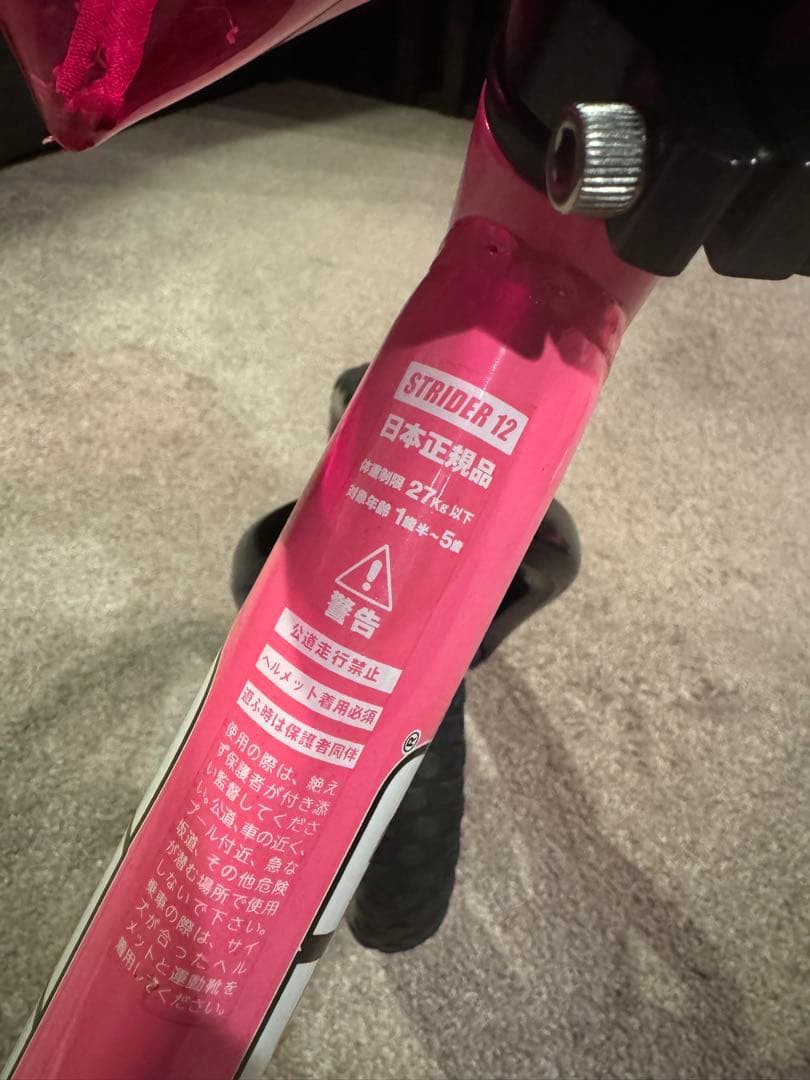 STRIDER 12
日本正規品
体重制限 27Kg 以下
対象年齢 1歳半~5歳
警告
公道走行禁止
ヘルメット着用必須
遊ぶ時は保護者同伴
®
使用の際は、絶え
ず保護者が付き添
い監督してくださ
い。公道、車の近く、
プール付近、急な
坂道、その他危険
が潜む場所で使用
しないで下さい。
乗車の際は、サイ
ズが合ったヘル
メットと運動靴を
着用してください。